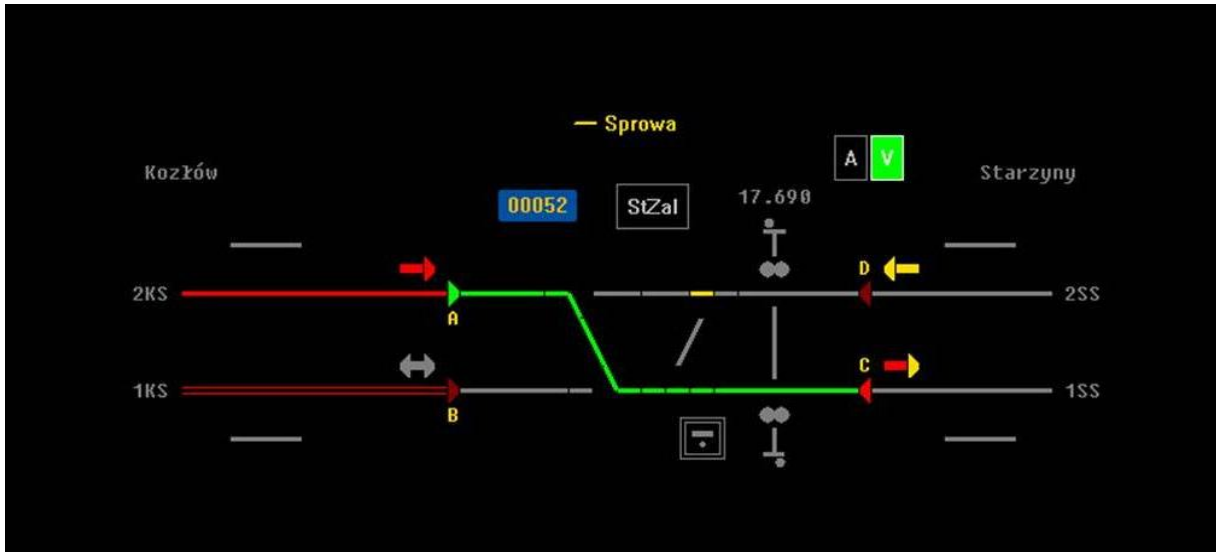 Sprowa
A V
Kozłów
Starzyny
00052
StZal
17.690
D
2KS
2SS
A
C
1KS
1SS
B